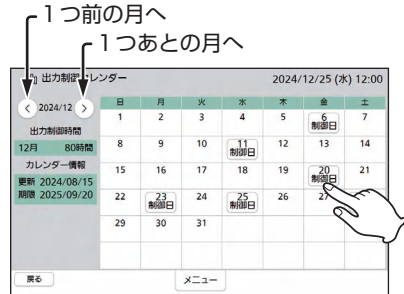 1つ前の月へ
1つあとの月へ
出力制御カレンダー 2024/12/25 (水) 12:00
2024/12
出力制御時間
12月 80時間
カレンダー情報
更新 2024/08/15
期限 2025/09/20
日 月 火 水 木 金 土
1 2 3 4 5 6 7
制御日
8 9 10 11 12 13 14
制御日
15 16 17 18 19 20 21
制御日
22 23 24 25 26 27
制御日 制御日
29 30 31
戻る メニュー